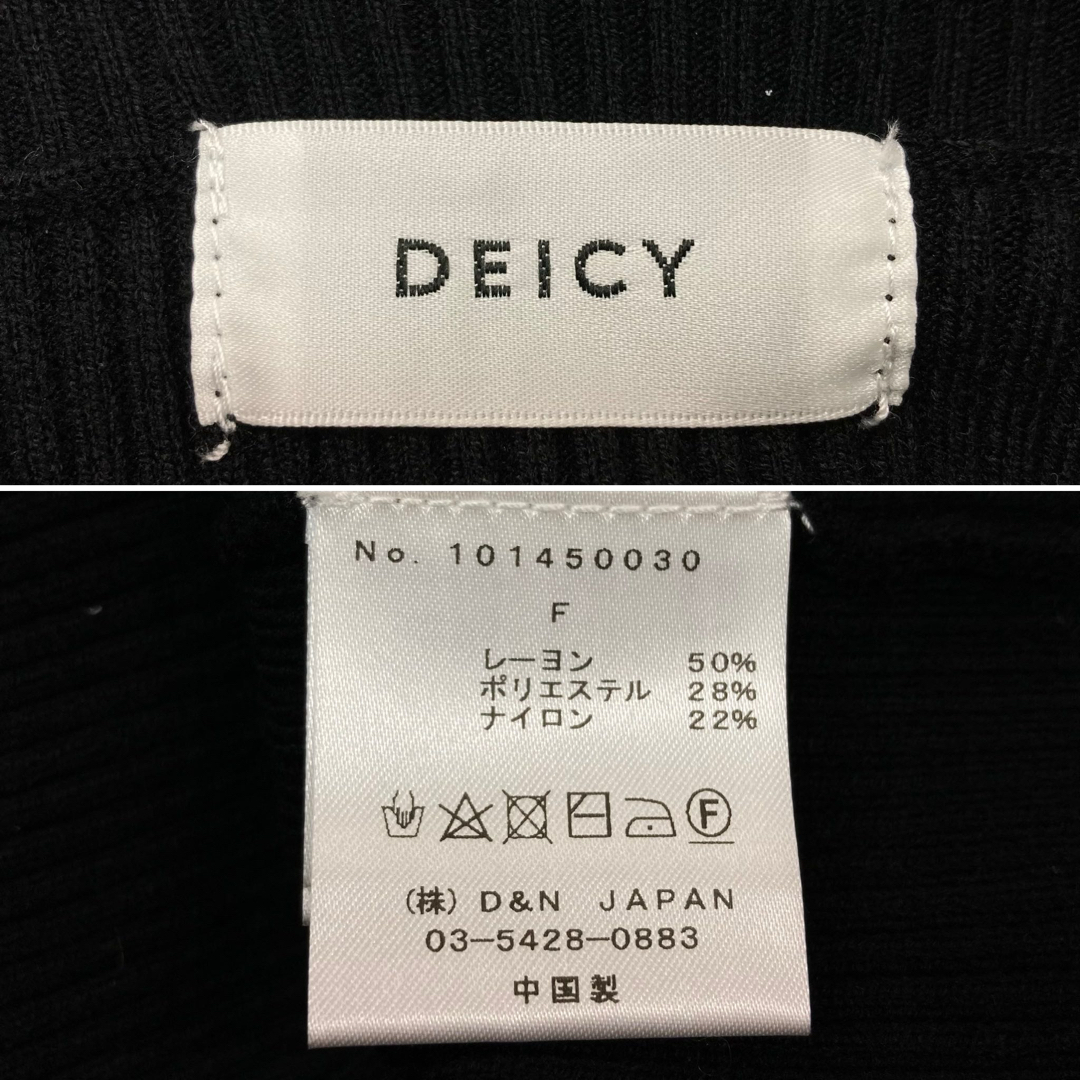 DEICY
No. 101450030
F
レーヨン 50%
ポリエステル 28%
ナイロン 22%
F
(株) D&N JAPAN
03-5428-0883
中国製